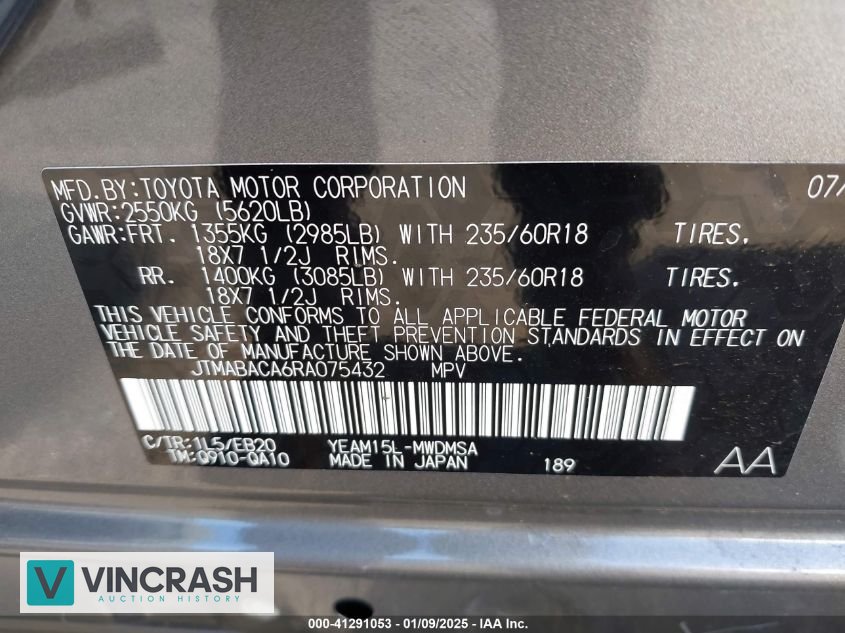 MFD.BY:TOYOTA MOTOR CORPORATION 07/
GVWR:2550KG (5620LB)
GAWR:FRT. 1355KG (2985LB) WITH 235/60R18 TIRES,
18X7 1/2J RIMS.
RR. 1400KG (3085LB) WITH 235/60R18 TIRES,
18X7 1/2J RIMS.
THIS VEHICLE CONFORMS TO ALL APPLICABLE FEDERAL MOTOR
VEHICLE SAFETY AND THEFT PREVENTION STANDARDS IN EFFECT ON
THE DATE OF MANUFACTURE SHOWN ABOVE.
JTMABACA6RA075432 MPV
C/TR:1L5/EB20 YEAM15L-MWDMSA
TM:Q910-QA10 MADE IN JAPAN 189 AA
V VINCRASH
AUCTION HISTORY
000-41291053 - 01/09/2025 - IAA Inc.